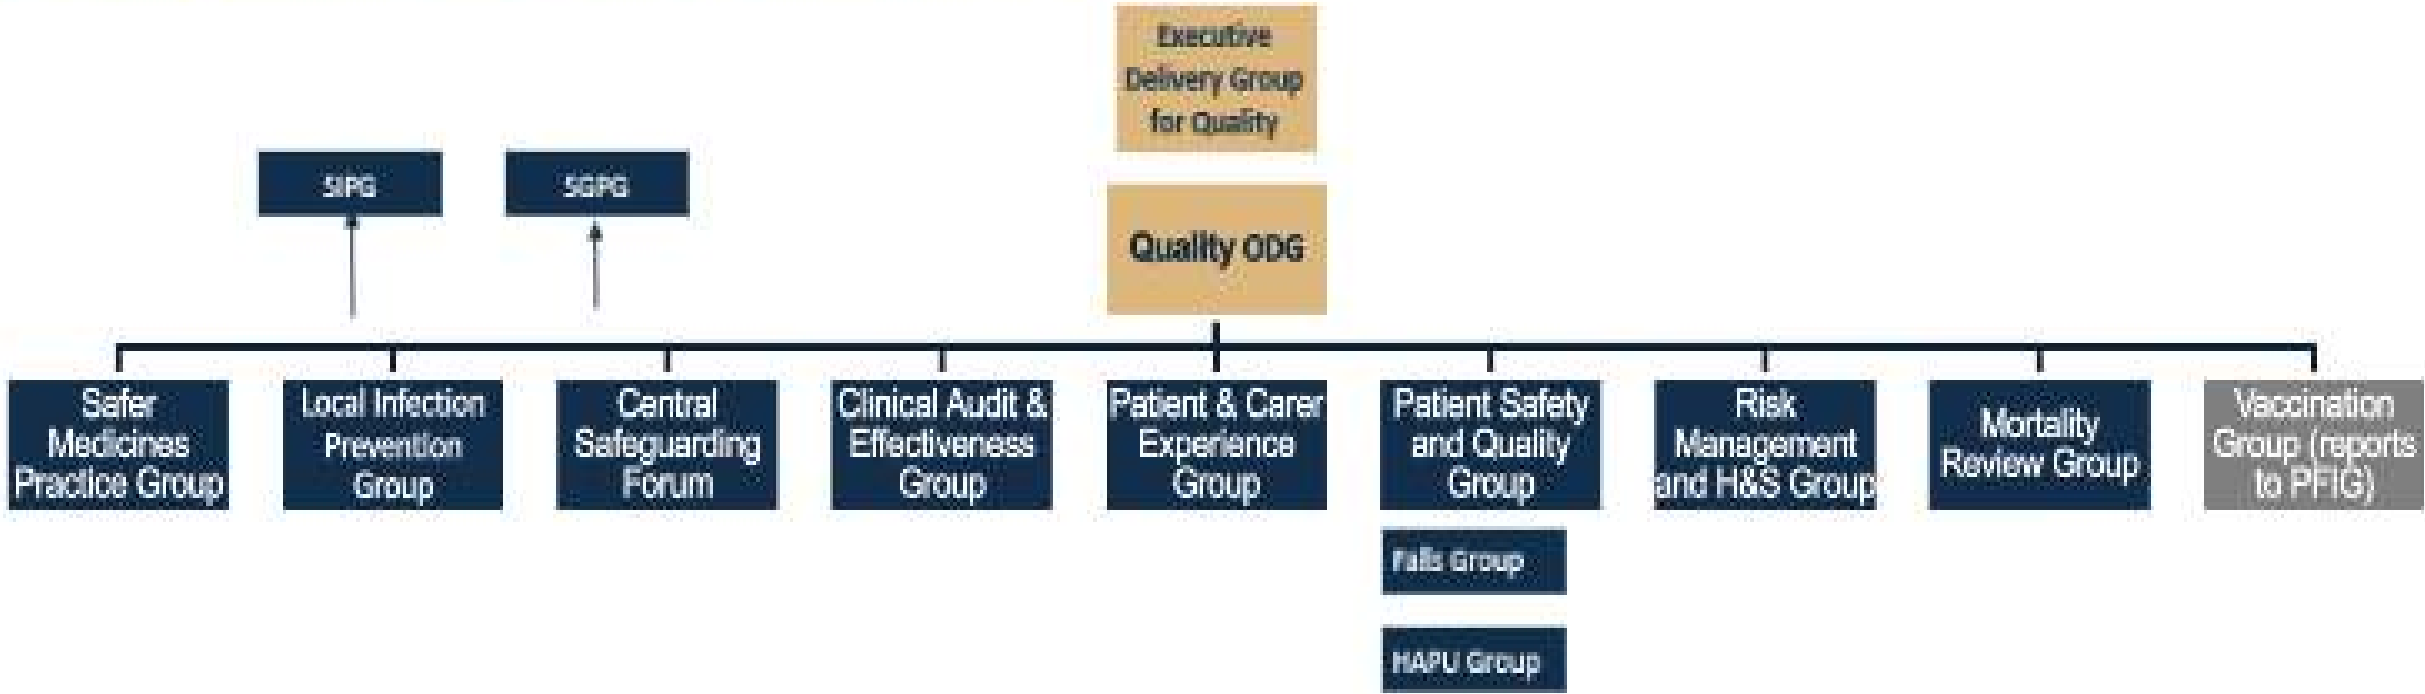 Executive
Delivery Group
for Quality
SIPG
SGPG
Quality ODG
Safer
Medicines
Practice Group
Local Infection
Prevention
Group
Central
Safeguarding
Forum
Clinical Audit &
Effectiveness
Group
Patient & Carer
Experience
Group
Patient Safety
and Quality
Group
Risk
Management
and H&S Group
Mortality
Review Group
Vaccination
Group (reports
to PFIG)
Falls Group
HAPU Group